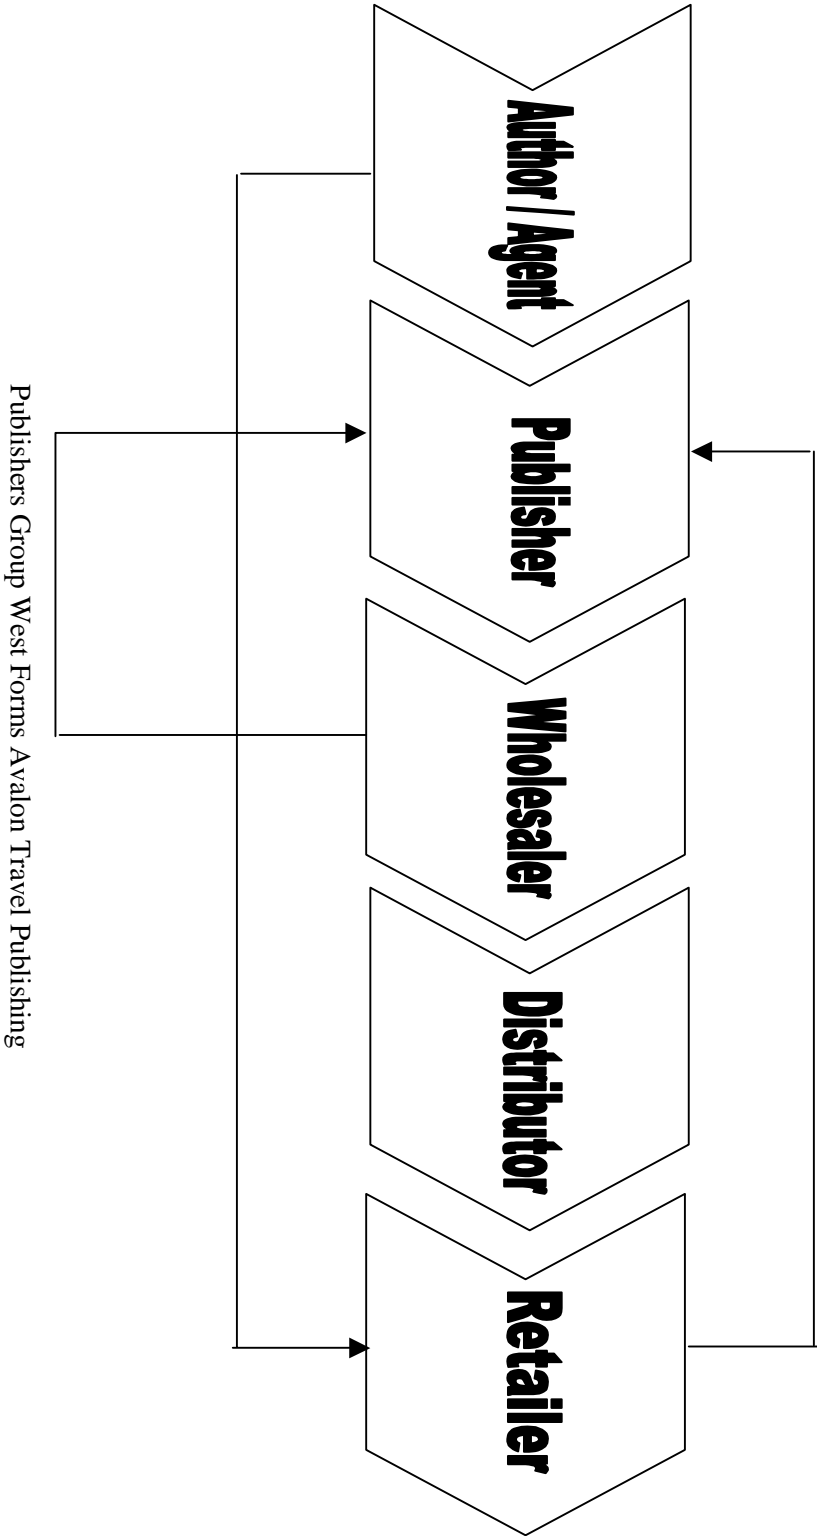 Author / Agent
Publisher
Wholesaler
Distributor
Retailer
Publishers Group West Forms Avalon Travel Publishing